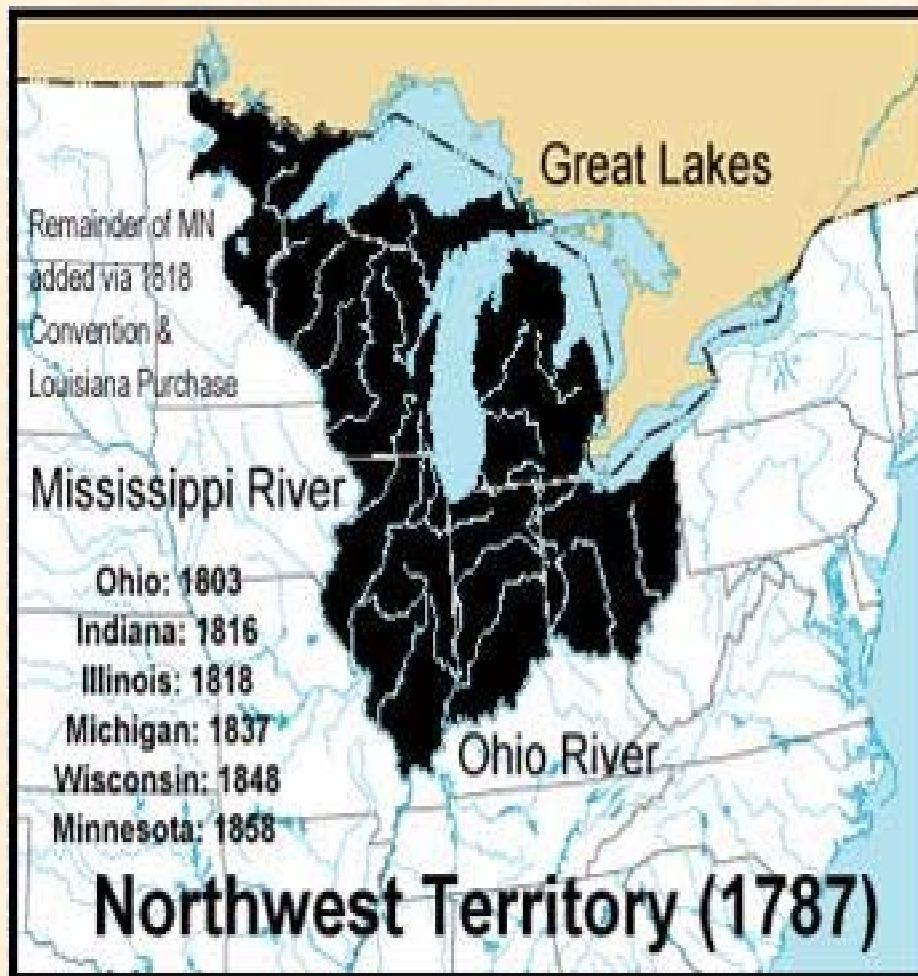 Great Lakes
Remainder of MN
added via 1818
Convention &
Louisiana Purchase
Mississippi River
Ohio: 1803
Indiana: 1816
Illinois: 1818
Michigan: 1837
Wisconsin: 1848
Minnesota: 1858
Ohio River
Northwest Territory (1787)